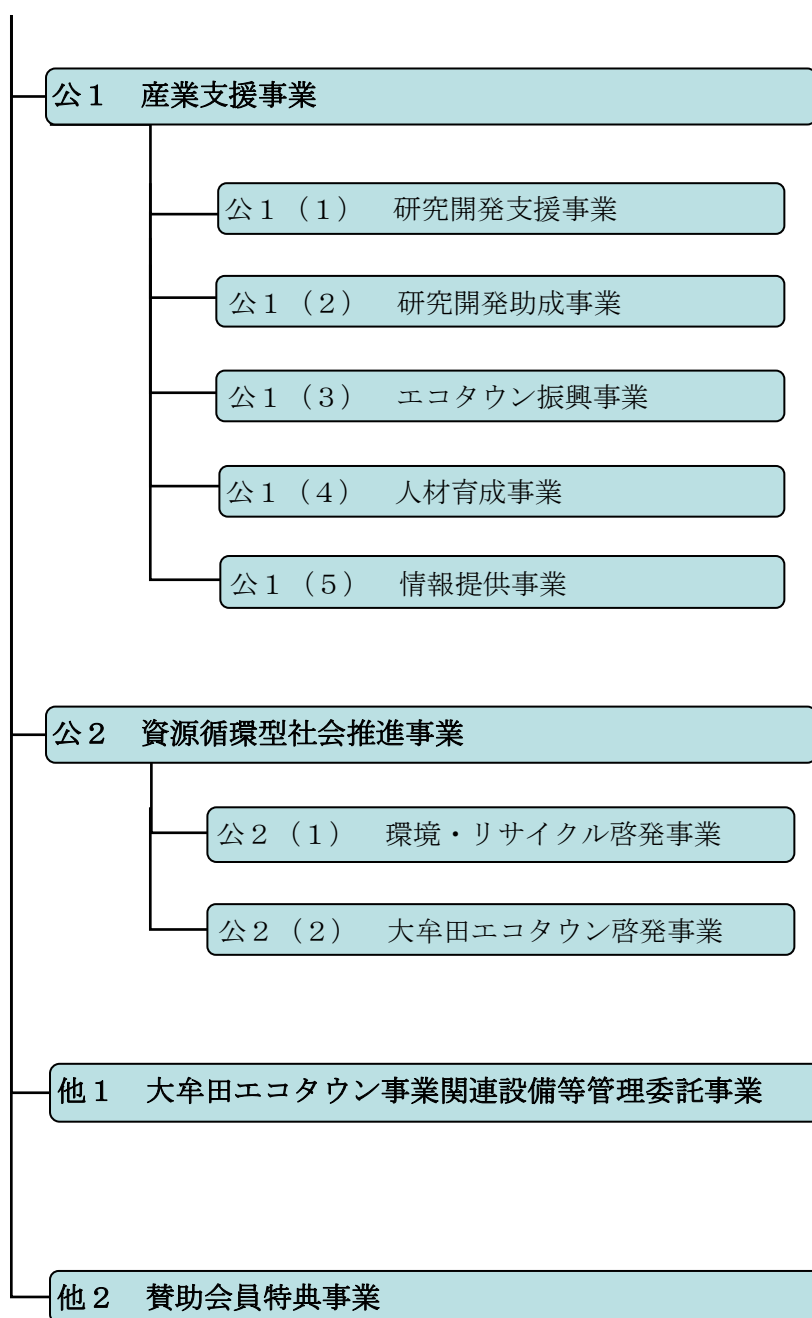 公１　産業支援事業
公１（１）　研究開発支援事業
公１（２）　研究開発助成事業
公１（３）　エコタウン振興事業
公１（４）　人材育成事業
公１（５）　情報提供事業
公２　資源循環型社会推進事業
公２（１）　環境・リサイクル啓発事業
公２（２）　大牟田エコタウン啓発事業
他１　大牟田エコタウン事業関連設備等管理委託事業
他２　賛助会員特典事業